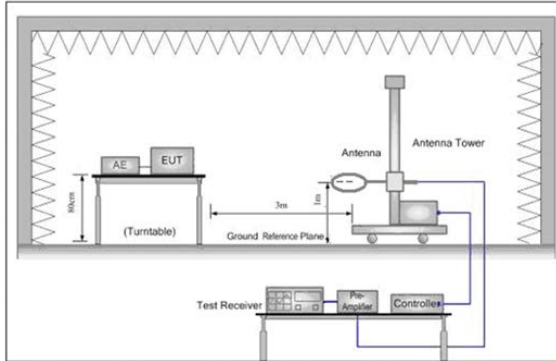 AE
EUT
Antenna
Antenna Tower
80cm
1m
3m
(Turntable)
Ground Reference Plane
Test Receiver
Pre-
Amplifier
Controller